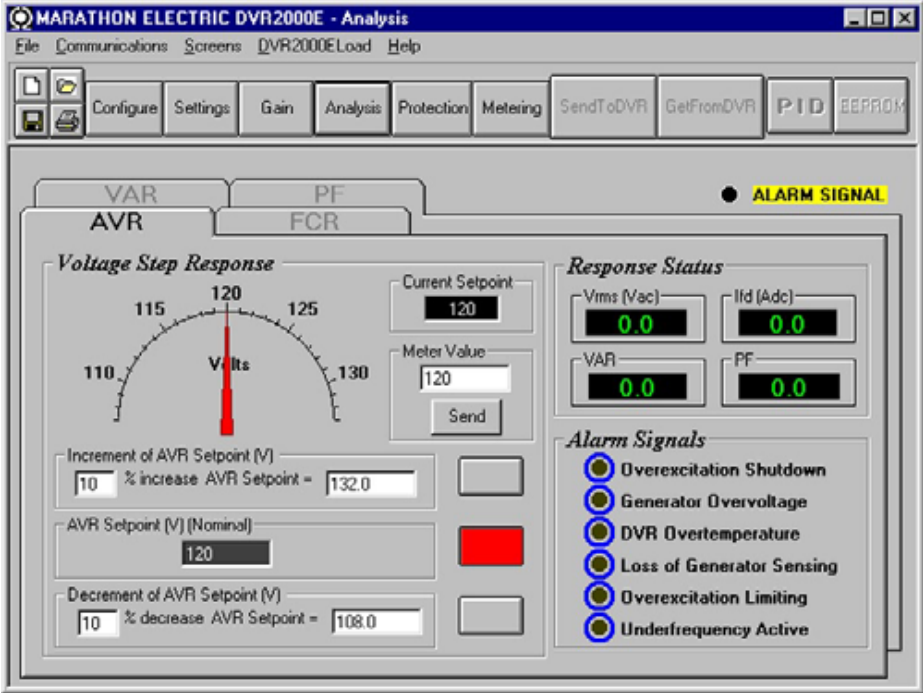 MARATHON ELECTRIC DVR2000E - Analysis
File Communications Screens DVR2000ELoad Help
Configure Settings Gain Analysis Protection Metering SendToDVR GetFromDVR PID EEPROM
VAR PF
ALARM SIGNAL
AVR FCR
Voltage Step Response
110 115 120 125 130
Volts
Current Setpoint
120
Meter Value
120
Send
Increment of AVR Setpoint (V)
10 % increase AVR Setpoint = 132.0
AVR Setpoint (V) (Nominal)
120
Decrement of AVR Setpoint (V)
10 % decrease AVR Setpoint = 108.0
Response Status
Vrms (Vac) Ifd (Adc)
0.0 0.0
VAR PF
0.0 0.0
Alarm Signals
Overexcitation Shutdown
Generator Overvoltage
DVR Overtemperature
Loss of Generator Sensing
Overexcitation Limiting
Underfrequency Active